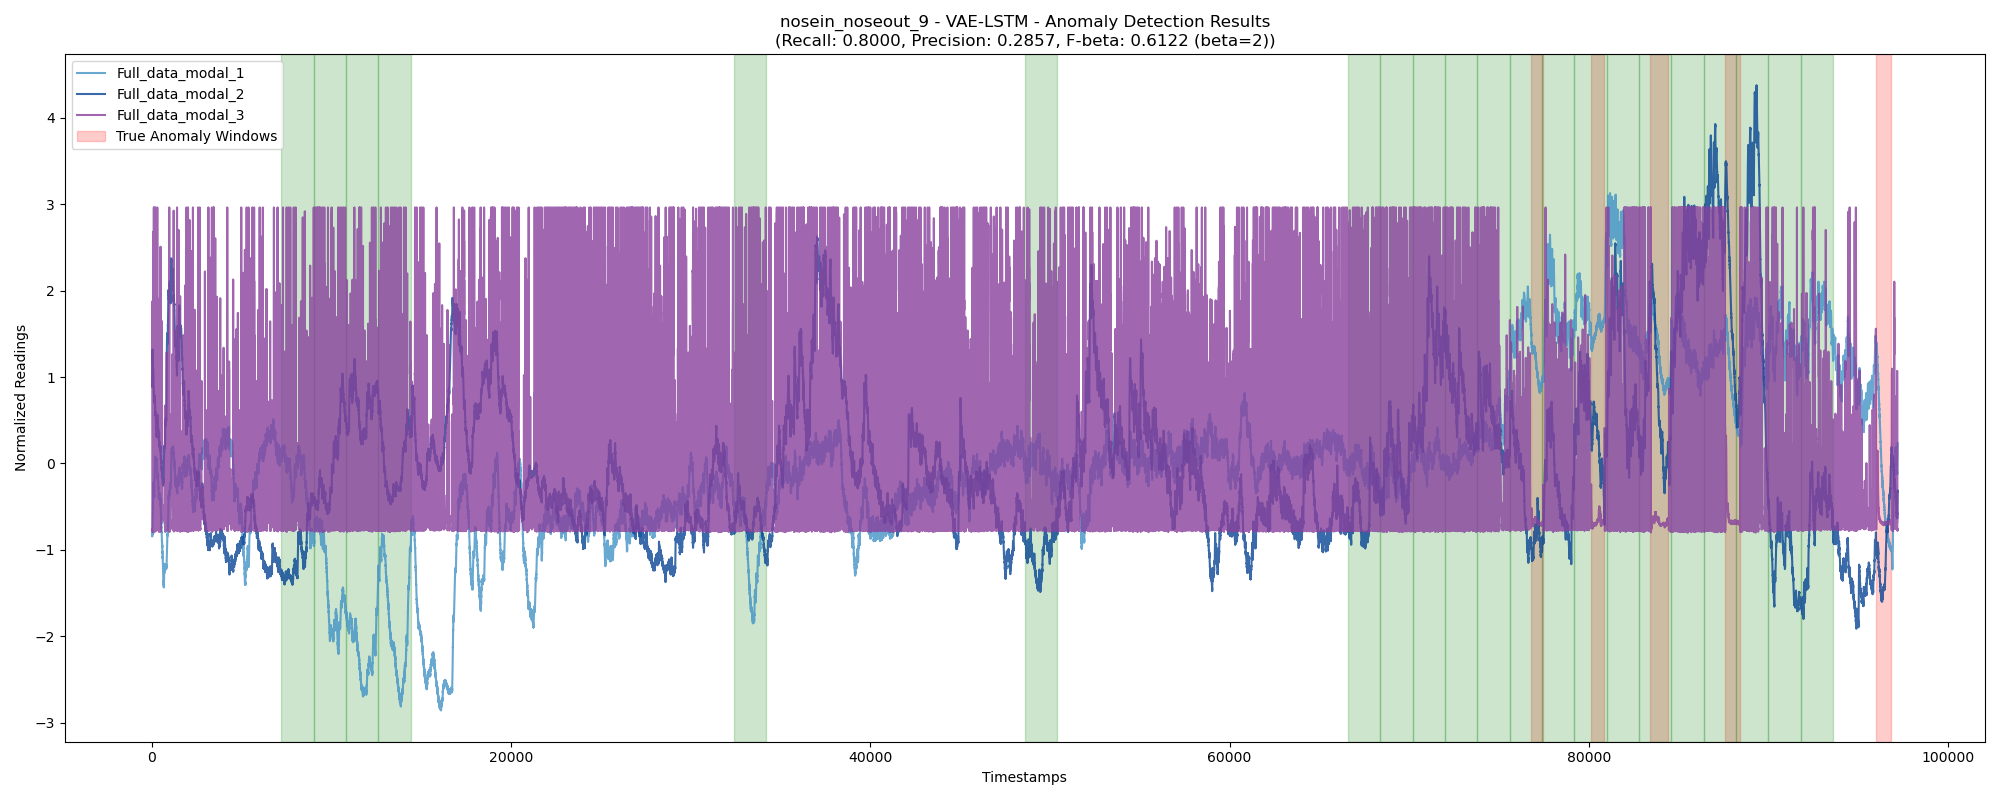 nosein_noseout_9 - VAE-LSTM - Anomaly Detection Results
(Recall: 0.8000, Precision: 0.2857, F-beta: 0.6122 (beta=2))
Full_data_modal_1
Full_data_modal_2
Full_data_modal_3
True Anomaly Windows
Normalized Readings
4
3
2
1
0
−1
−2
−3
0
20000
40000
60000
80000
100000
Timestamps